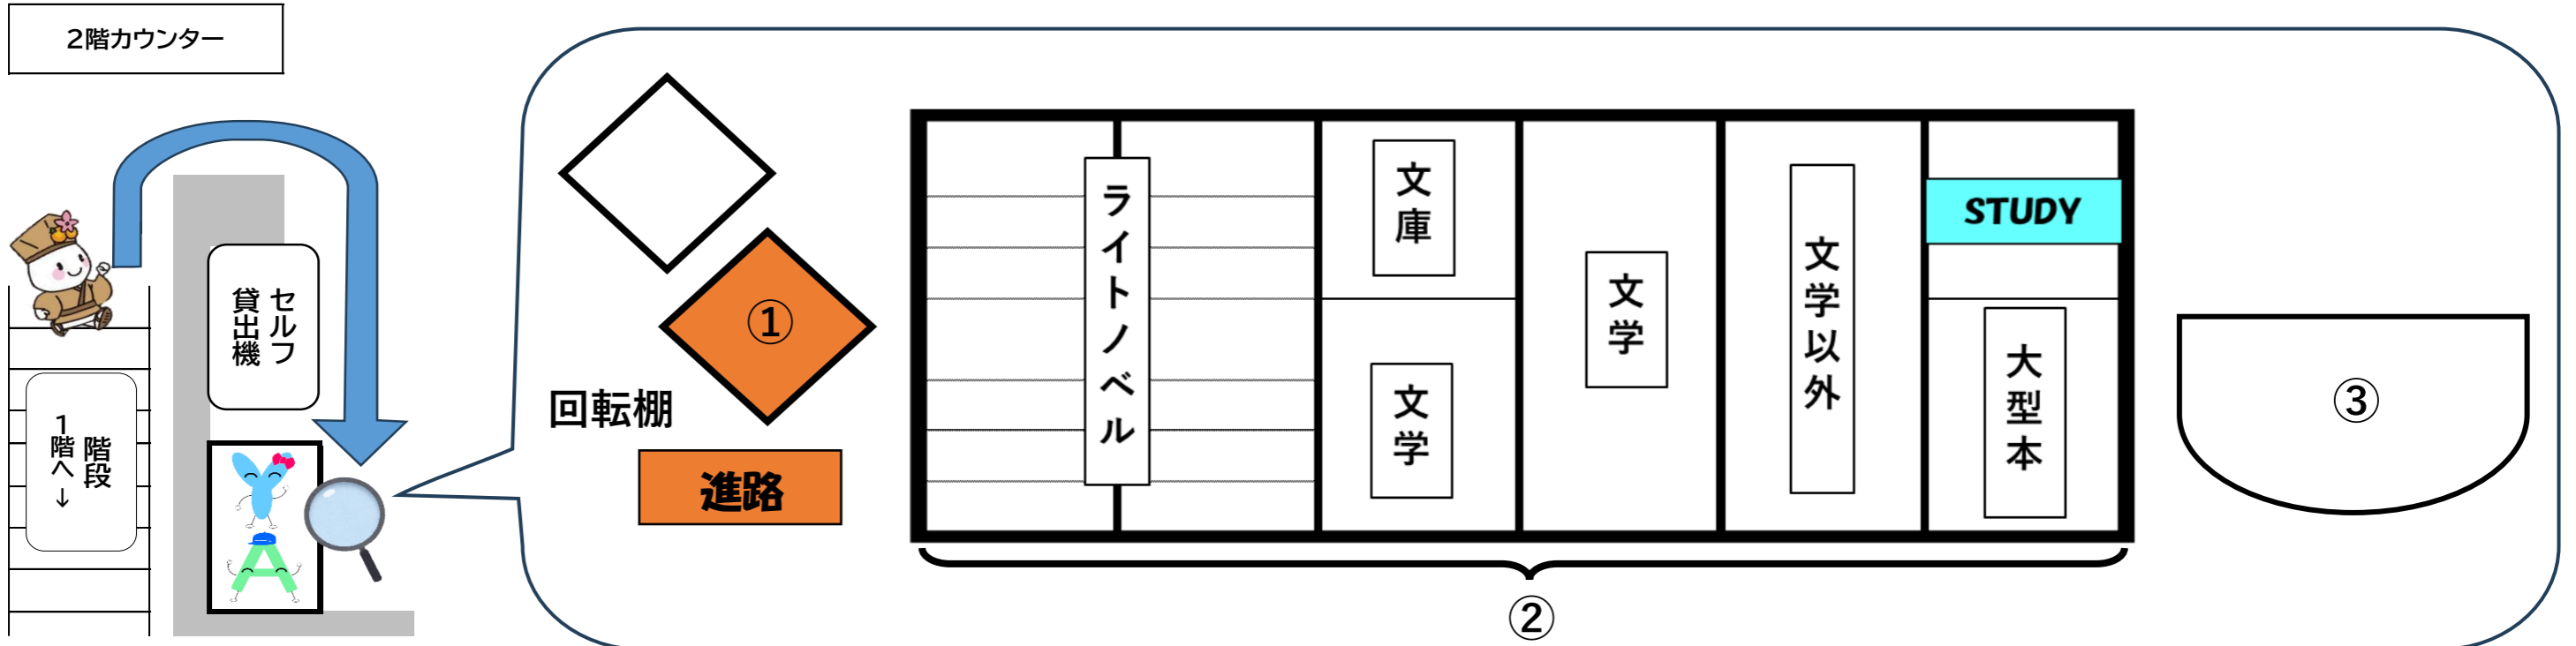 2階カウンター
セルフ
貸出機
階段
1階へ↓
YA
回転棚
①
進路
ライトノベル
文庫
文学
文学
文学以外
STUDY
大型本
②
③